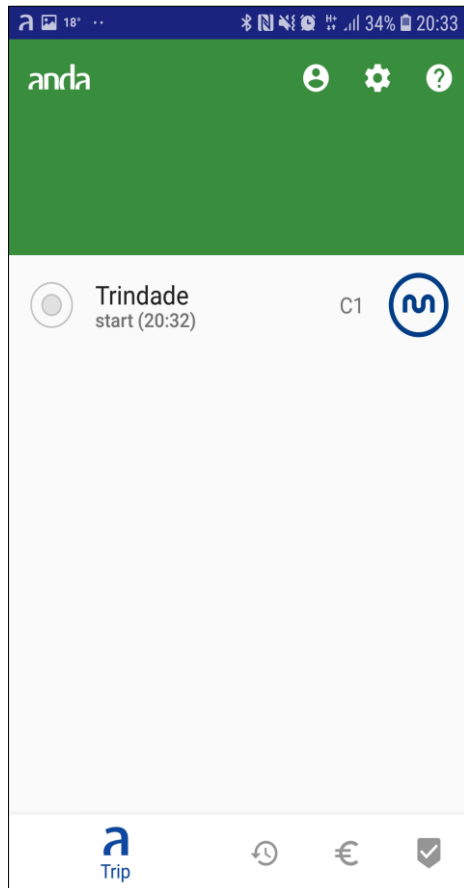 a 18° 34% 20:33
anda
Trindade
start (20:32)
C1
a
Trip
€